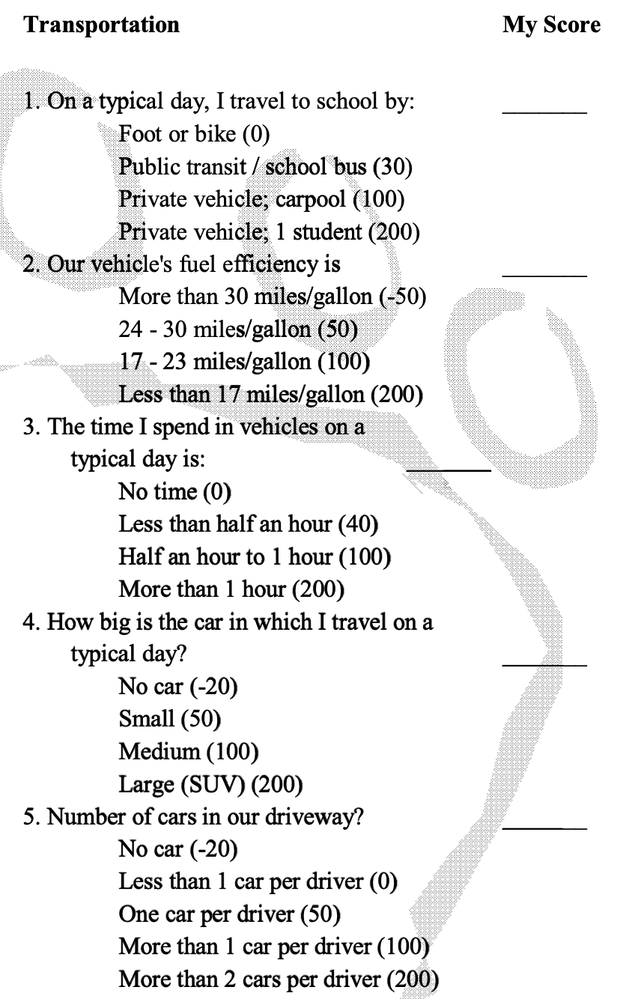 Transportation My Score
1. On a typical day, I travel to school by: _______
Foot or bike (0)
Public transit / school bus (30)
Private vehicle; carpool (100)
Private vehicle; 1 student (200)
2. Our vehicle's fuel efficiency is _______
More than 30 miles/gallon (-50)
24 - 30 miles/gallon (50)
17 - 23 miles/gallon (100)
Less than 17 miles/gallon (200)
3. The time I spend in vehicles on a
typical day is: _______
No time (0)
Less than half an hour (40)
Half an hour to 1 hour (100)
More than 1 hour (200)
4. How big is the car in which I travel on a
typical day? _______
No car (-20)
Small (50)
Medium (100)
Large (SUV) (200)
5. Number of cars in our driveway? _______
No car (-20)
Less than 1 car per driver (0)
One car per driver (50)
More than 1 car per driver (100)
More than 2 cars per driver (200)